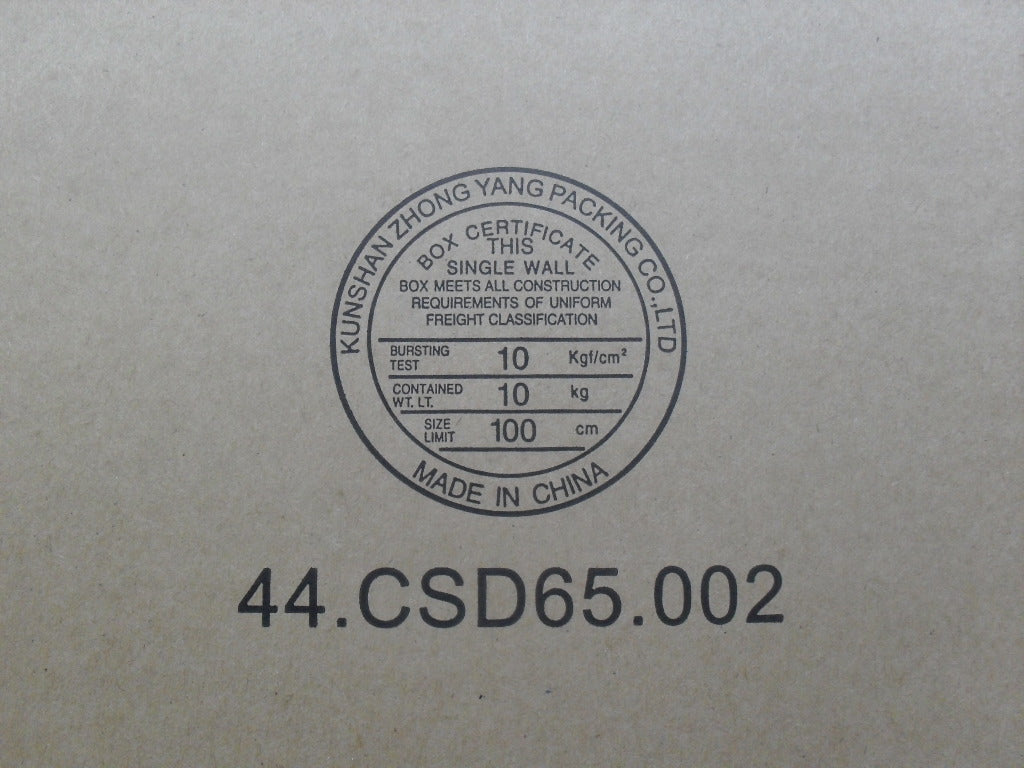 KUNSHAN ZHONG YANG PACKING CO.,LTD
BOX CERTIFICATE
THIS
SINGLE WALL
BOX MEETS ALL CONSTRUCTION
REQUIREMENTS OF UNIFORM
FREIGHT CLASSIFICATION
BURSTING TEST 10 Kgf/cm²
CONTAINED WT. LT. 10 kg
SIZE LIMIT 100 cm
MADE IN CHINA
44.CSD65.002